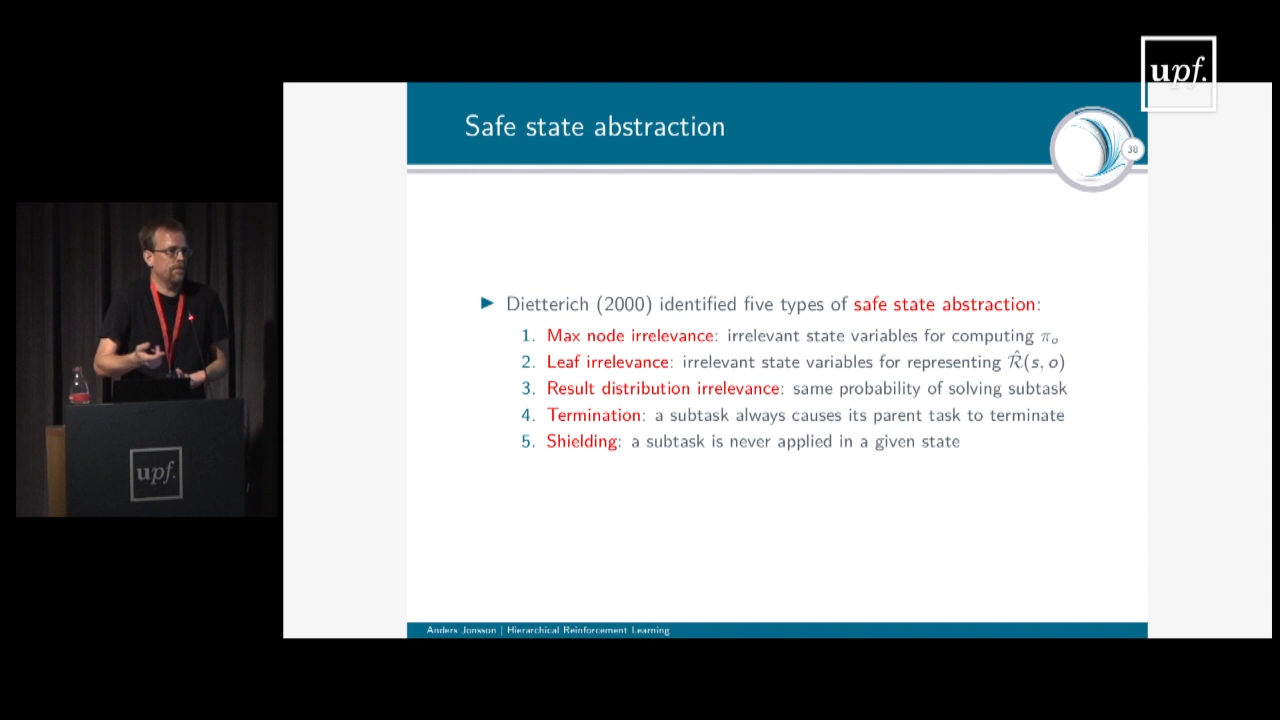 upf.
Safe state abstraction
38
▶ Dietterich (2000) identified five types of safe state abstraction:
1. Max node irrelevance: irrelevant state variables for computing πₒ
2. Leaf irrelevance: irrelevant state variables for representing R̂(s, o)
3. Result distribution irrelevance: same probability of solving subtask
4. Termination: a subtask always causes its parent task to terminate
5. Shielding: a subtask is never applied in a given state
upf.
Anders Jonsson | Hierarchical Reinforcement Learning